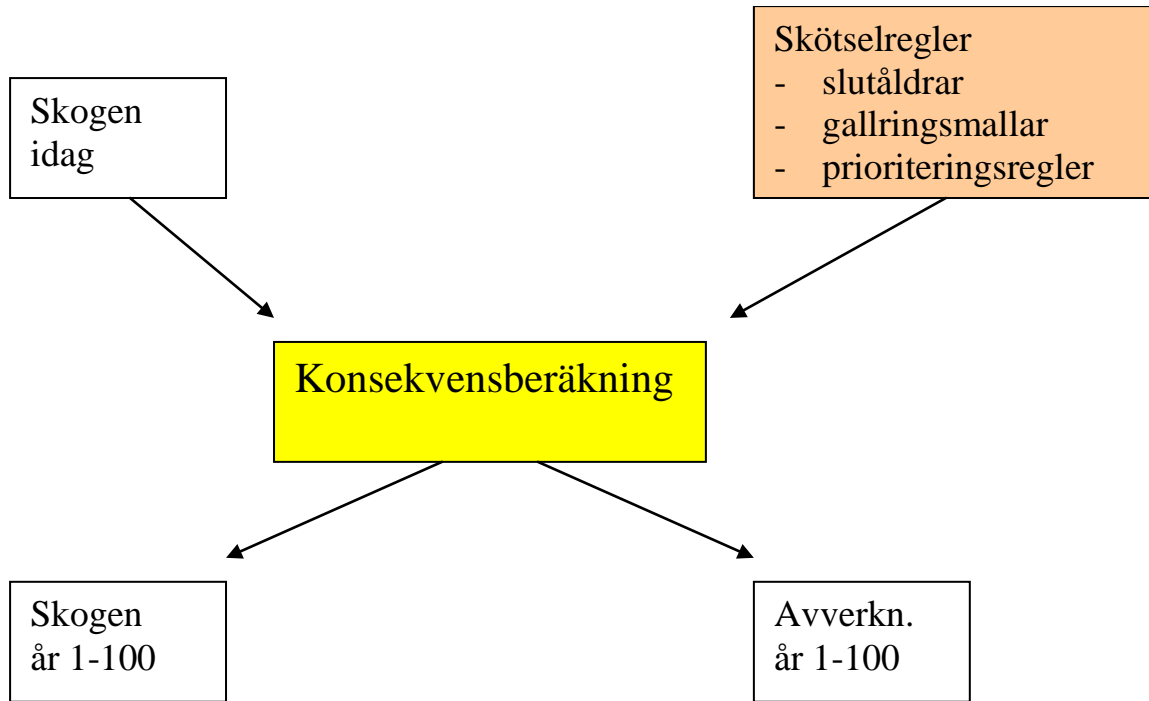 Skogen
idag
Skötselregler
- slutåldrar
- gallringsmallar
- prioriteringsregler
Konsekvensberäkning
Skogen
år 1-100
Avverkn.
år 1-100